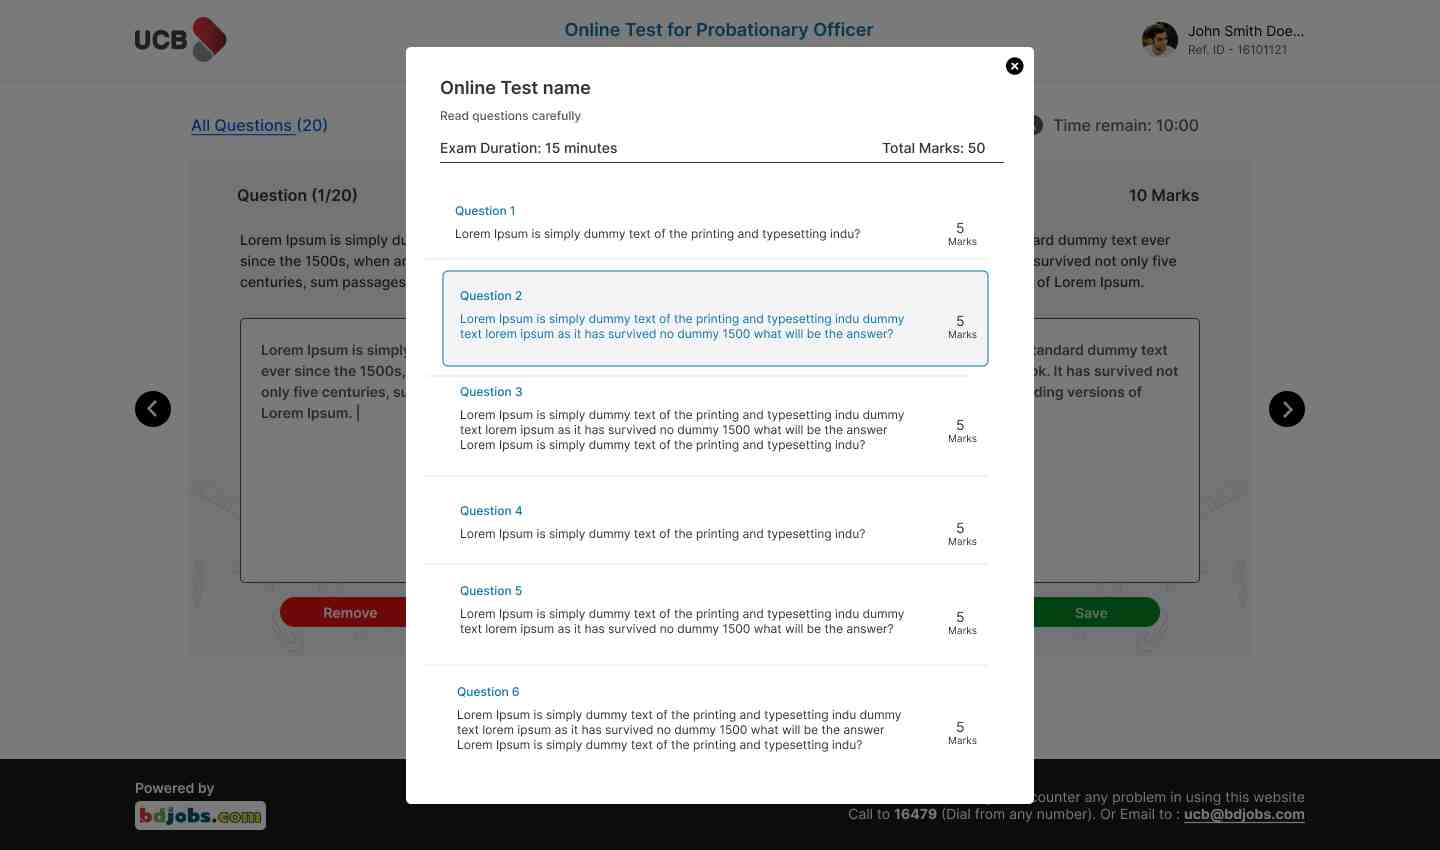 UCB
Online Test for Probationary Officer
John Smith Doe...
Ref. ID - 16101121
All Questions (20)
Time remain: 10:00
Question (1/20)
10 Marks
Lorem Ipsum is simply du
ard dummy text ever
since the 1500s, when a
survived not only five
centuries, sum passages
of Lorem Ipsum.
Lorem Ipsum is simply
tandard dummy text
ever since the 1500s,
ok. It has survived not
only five centuries, su
ding versions of
Lorem Ipsum.
Remove
Save
Online Test name
Read questions carefully
Exam Duration: 15 minutes
Total Marks: 50
Question 1
Lorem Ipsum is simply dummy text of the printing and typesetting indu?
5
Marks
Question 2
Lorem Ipsum is simply dummy text of the printing and typesetting indu dummy
text lorem ipsum as it has survived no dummy 1500 what will be the answer?
5
Marks
Question 3
Lorem Ipsum is simply dummy text of the printing and typesetting indu dummy
text lorem ipsum as it has survived no dummy 1500 what will be the answer
Lorem Ipsum is simply dummy text of the printing and typesetting indu?
5
Marks
Question 4
Lorem Ipsum is simply dummy text of the printing and typesetting indu?
5
Marks
Question 5
Lorem Ipsum is simply dummy text of the printing and typesetting indu dummy
text lorem ipsum as it has survived no dummy 1500 what will be the answer?
5
Marks
Question 6
Lorem Ipsum is simply dummy text of the printing and typesetting indu dummy
text lorem ipsum as it has survived no dummy 1500 what will be the answer
Lorem Ipsum is simply dummy text of the printing and typesetting indu?
5
Marks
Powered by
bdjobs.com
counter any problem in using this website
Call to 16479 (Dial from any number). Or Email to : ucb@bdjobs.com